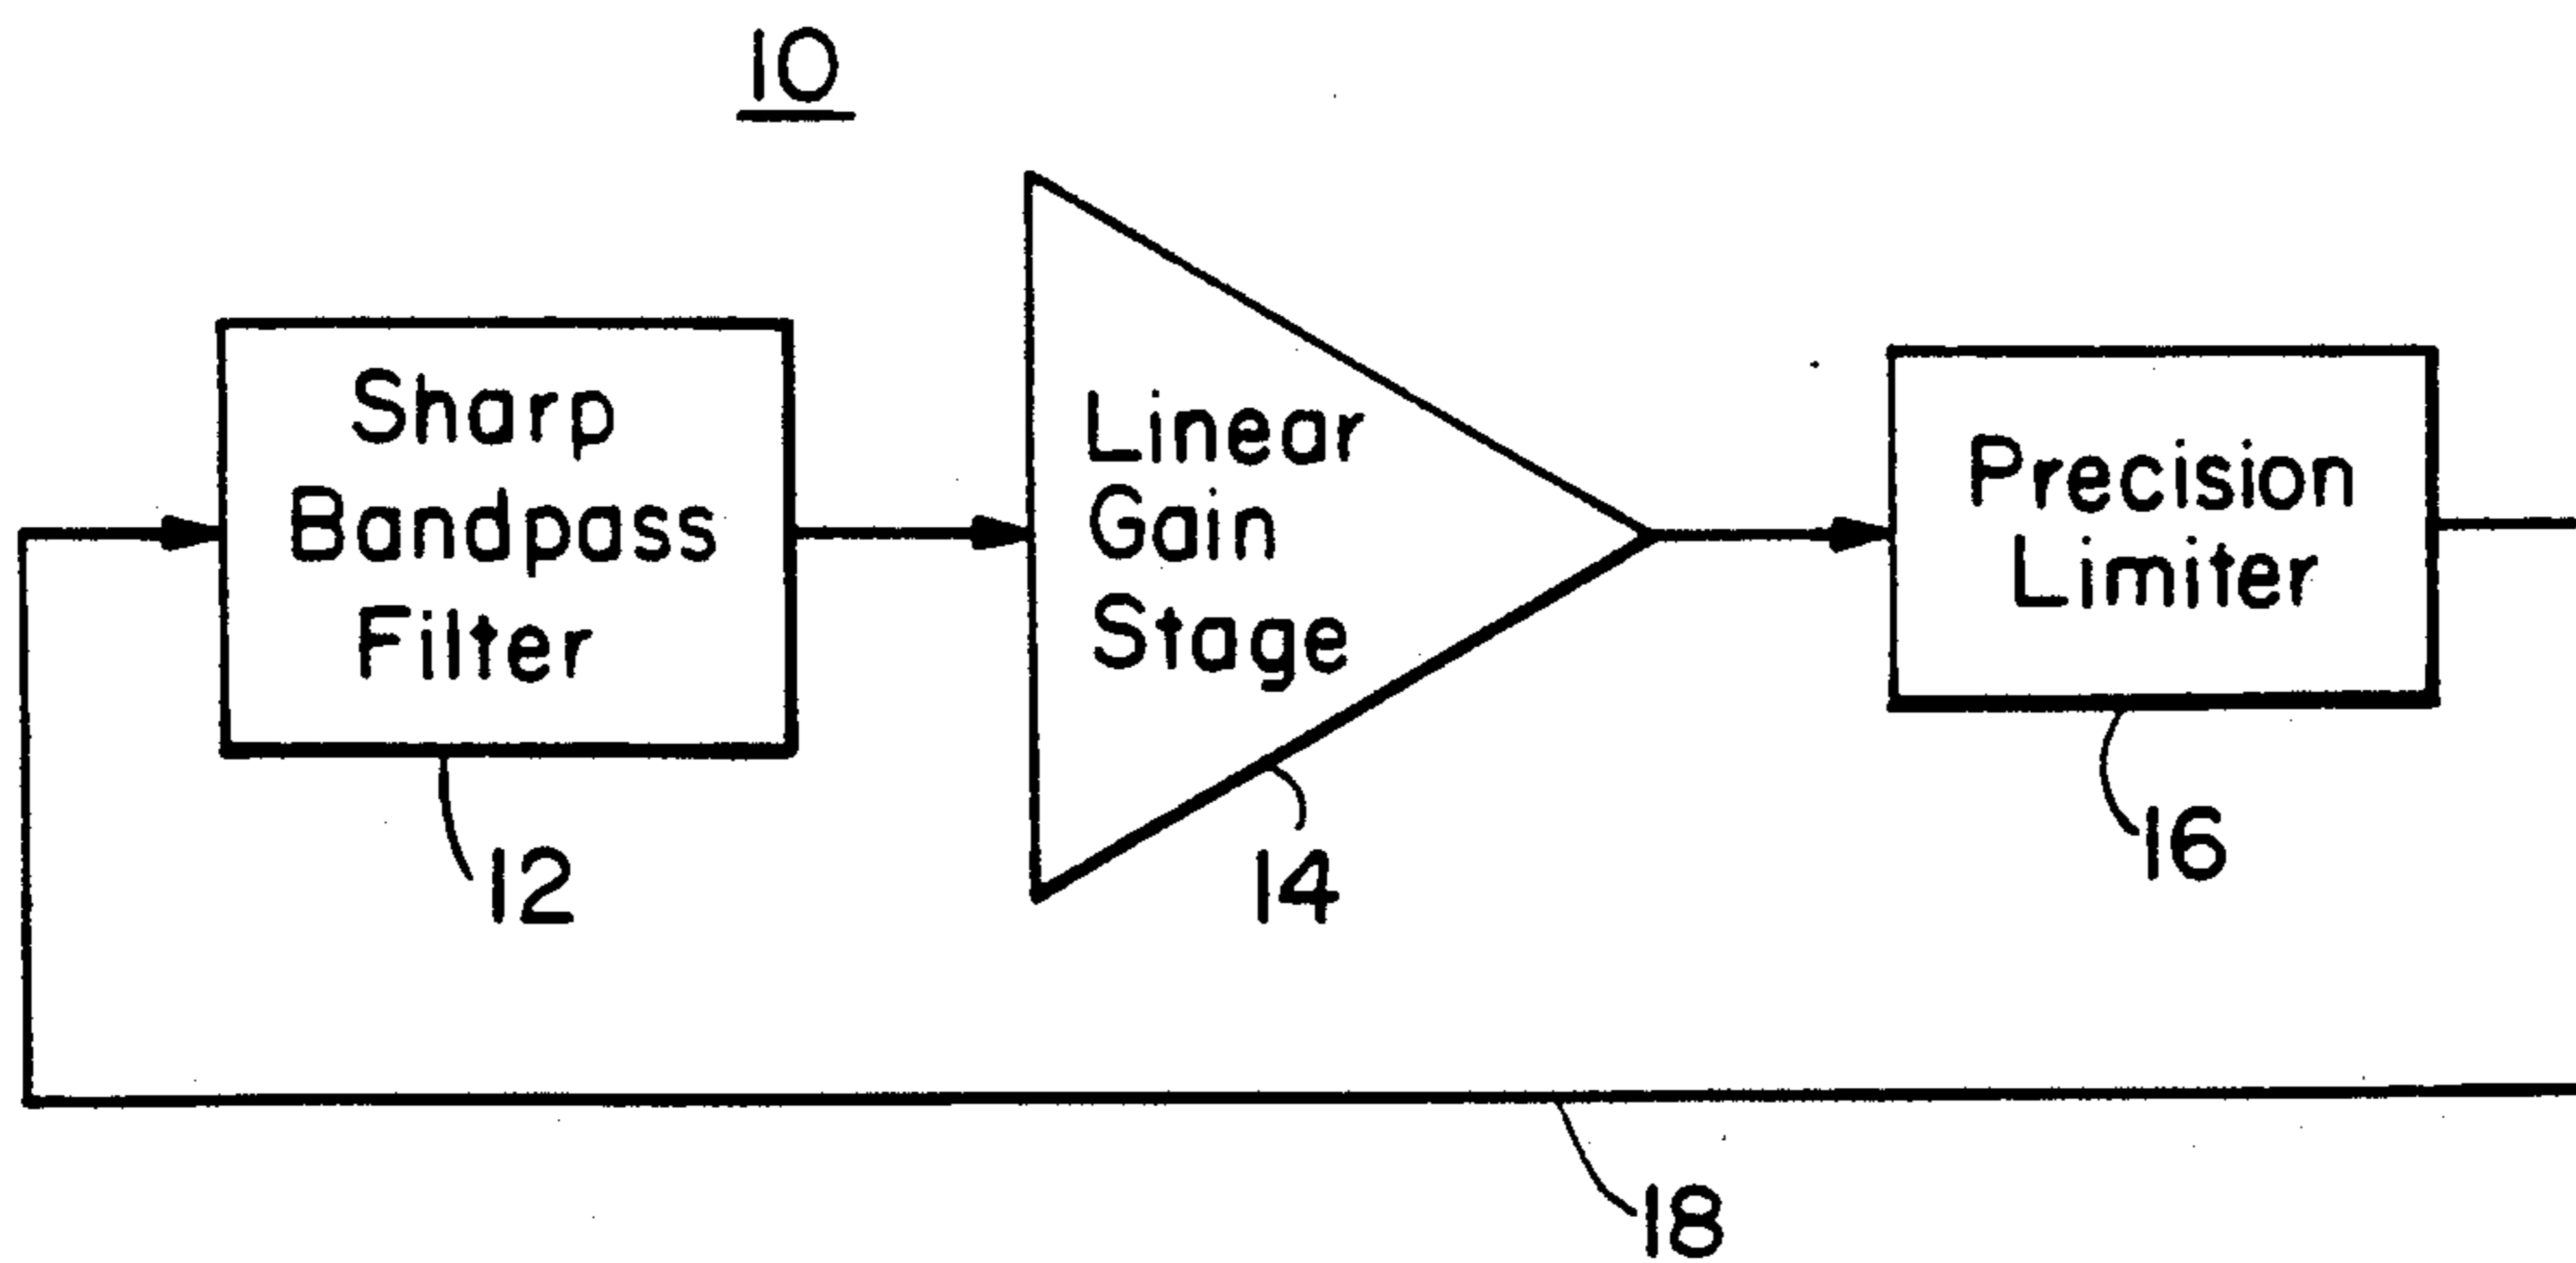 10
Sharp
Bandpass
Filter
Linear
Gain
Stage
Precision
Limiter
12
14
16
18